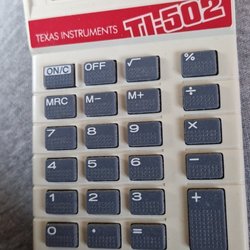 TEXAS INSTRUMENTS TI-502
ON/C OFF √ %
MRC M- M+ ÷
7 8 9 ×
4 5 6 −
1 2 3 +
0 . =